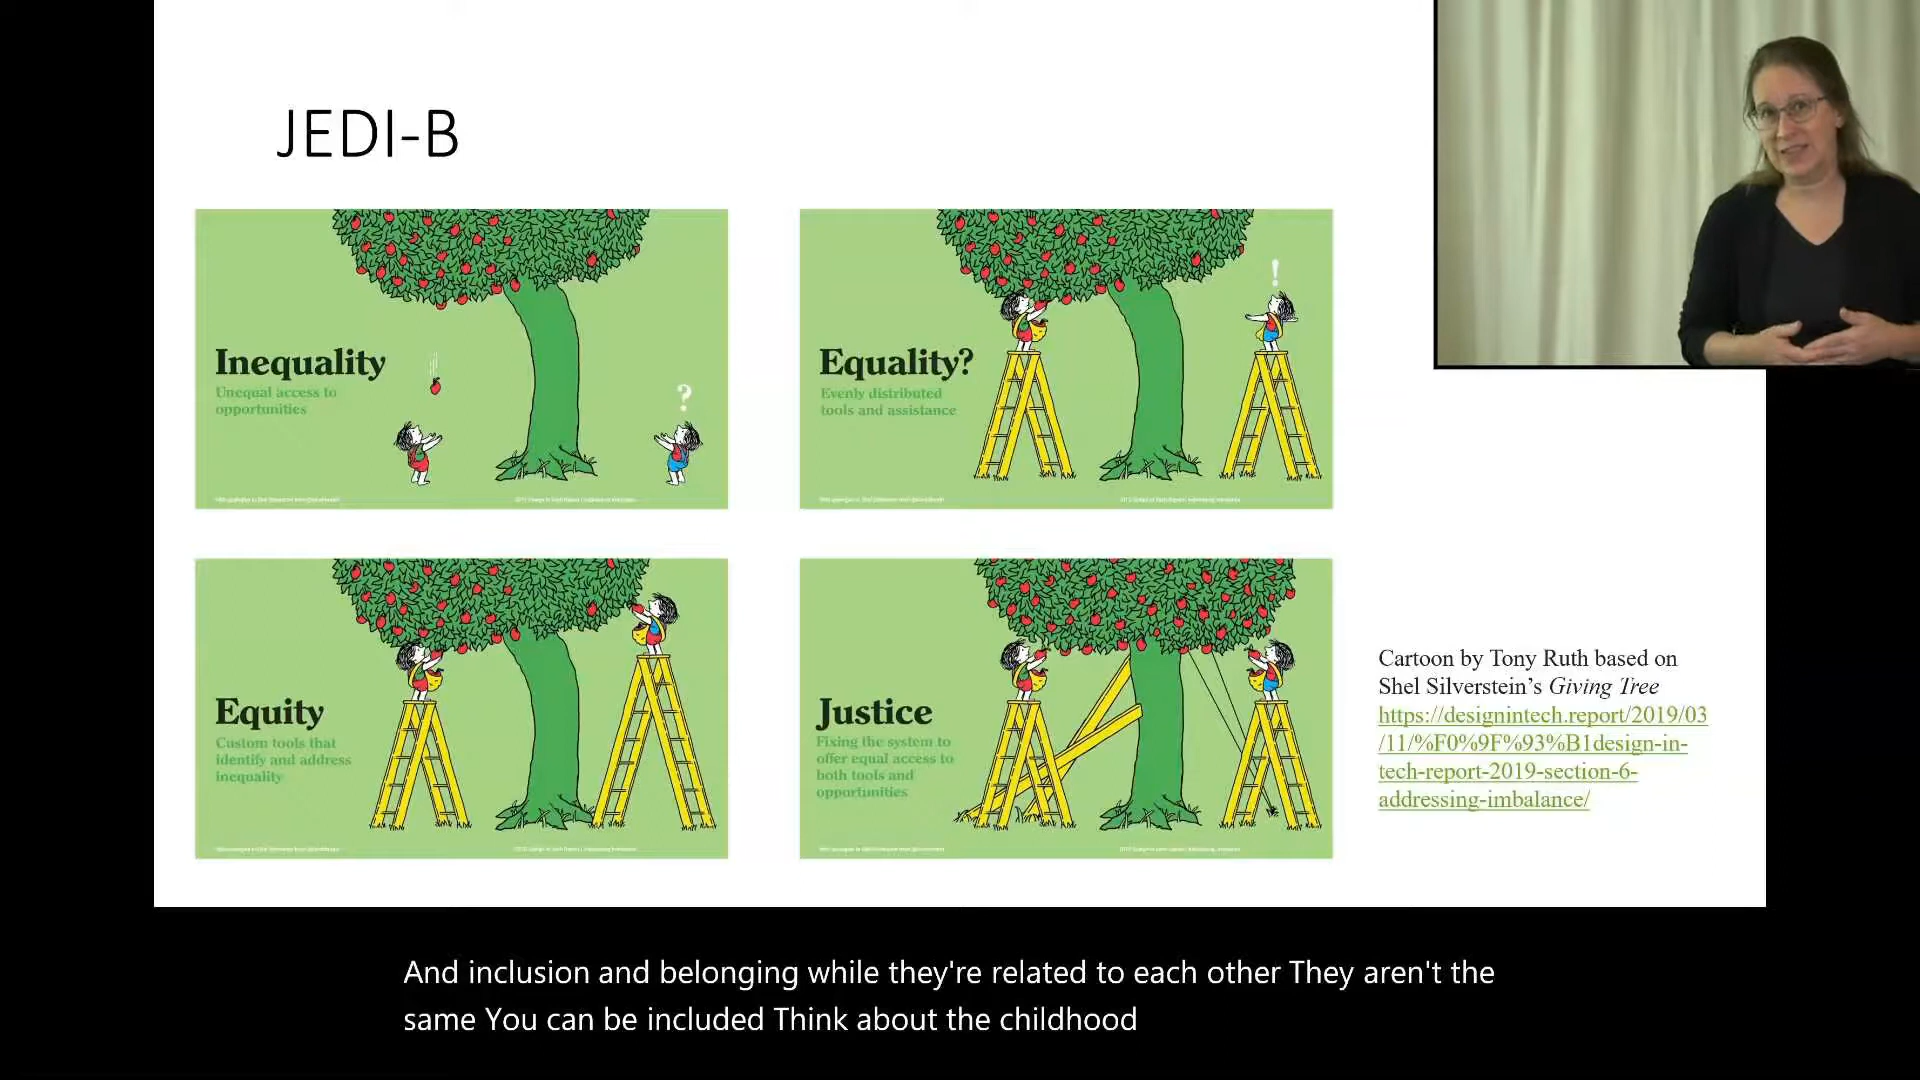 JEDI-B
Inequality
Unequal access to
opportunities
?
Equality?
Evenly distributed
tools and assistance
!
Equity
Custom tools that
identify and address
inequality
Justice
Fixing the system to
offer equal access to
both tools and
opportunities
Cartoon by Tony Ruth based on
Shel Silverstein’s Giving Tree
https://designintech.report/2019/03
/11/%F0%9F%93%B1design-in-
tech-report-2019-section-6-
addressing-imbalance/
And inclusion and belonging while they're related to each other They aren't the
same You can be included Think about the childhood